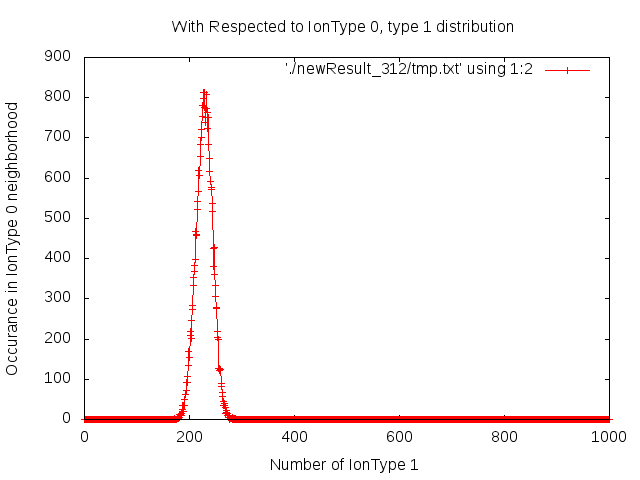 With Respected to IonType 0, type 1 distribution
'./newResult_312/tmp.txt' using 1:2
Occurance in IonType 0 neighborhood
900
800
700
600
500
400
300
200
100
0
0 200 400 600 800 1000
Number of IonType 1